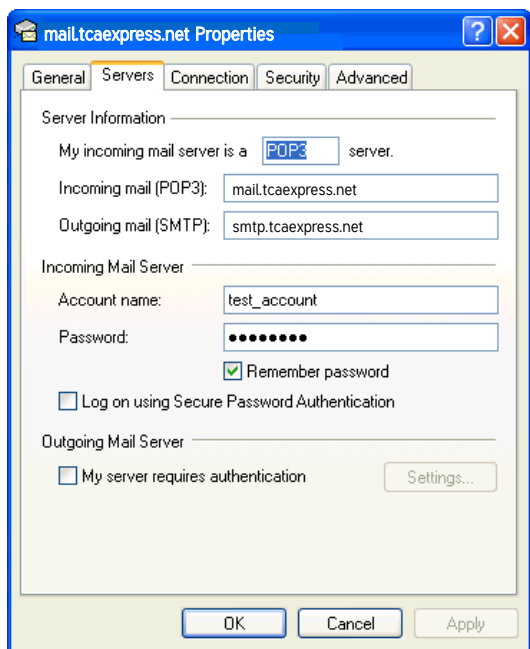 mail.tcaexpress.net Properties
General Servers Connection Security Advanced
Server Information
My incoming mail server is a POP3 server.
Incoming mail (POP3): mail.tcaexpress.net
Outgoing mail (SMTP): smtp.tcaexpress.net
Incoming Mail Server
Account name: test_account
Password: ●●●●●●●●
Remember password
Log on using Secure Password Authentication
Outgoing Mail Server
My server requires authentication Settings...
OK Cancel Apply